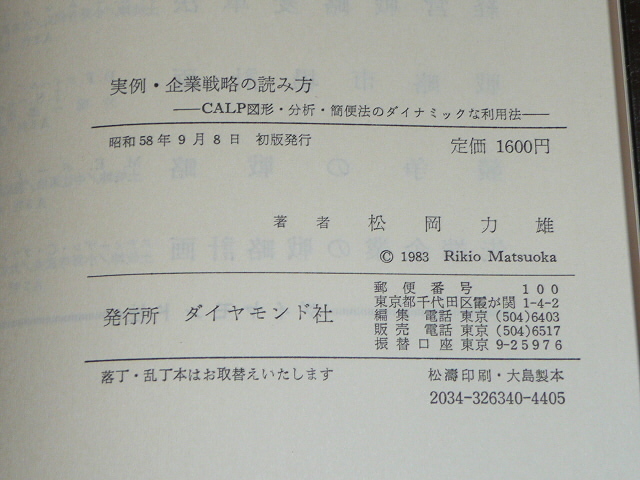 実例・企業戦略の読み方
――CALP図形・分析・簡便法のダイナミックな利用法――
昭和58年9月8日 初版発行
定価 1600円
著者 松岡力雄
© 1983 Rikio Matsuoka
発行所 ダイヤモンド社
郵便番号 100
東京都千代田区霞が関 1-4-2
編集 電話 東京 (504)6403
販売 電話 東京 (504)6517
振替口座 東京 9-25976
落丁・乱丁本はお取替えいたします
松濤印刷・大島製本
2034-326340-4405